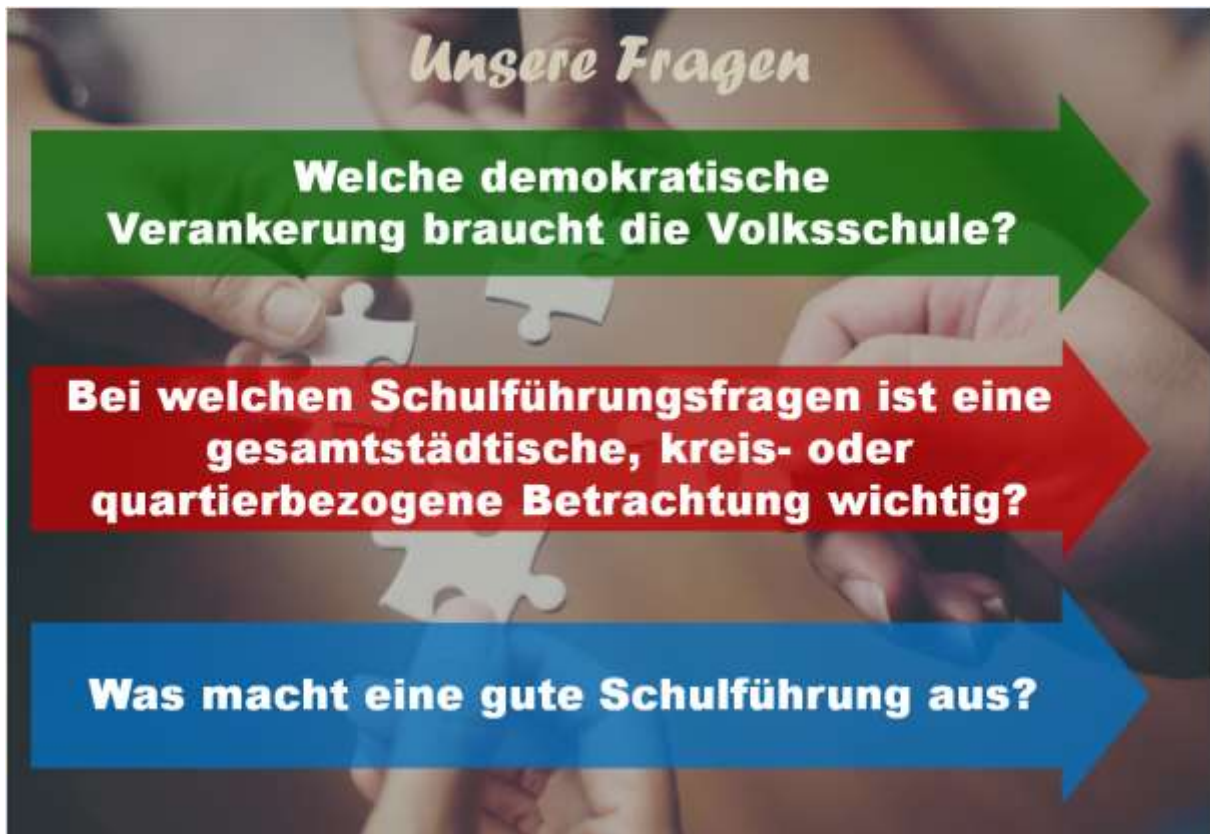 Unsere Fragen
Welche demokratische
Verankerung braucht die Volksschule?
Bei welchen Schulführungsfragen ist eine
gesamtstädtische, kreis- oder
quartierbezogene Betrachtung wichtig?
Was macht eine gute Schulführung aus?